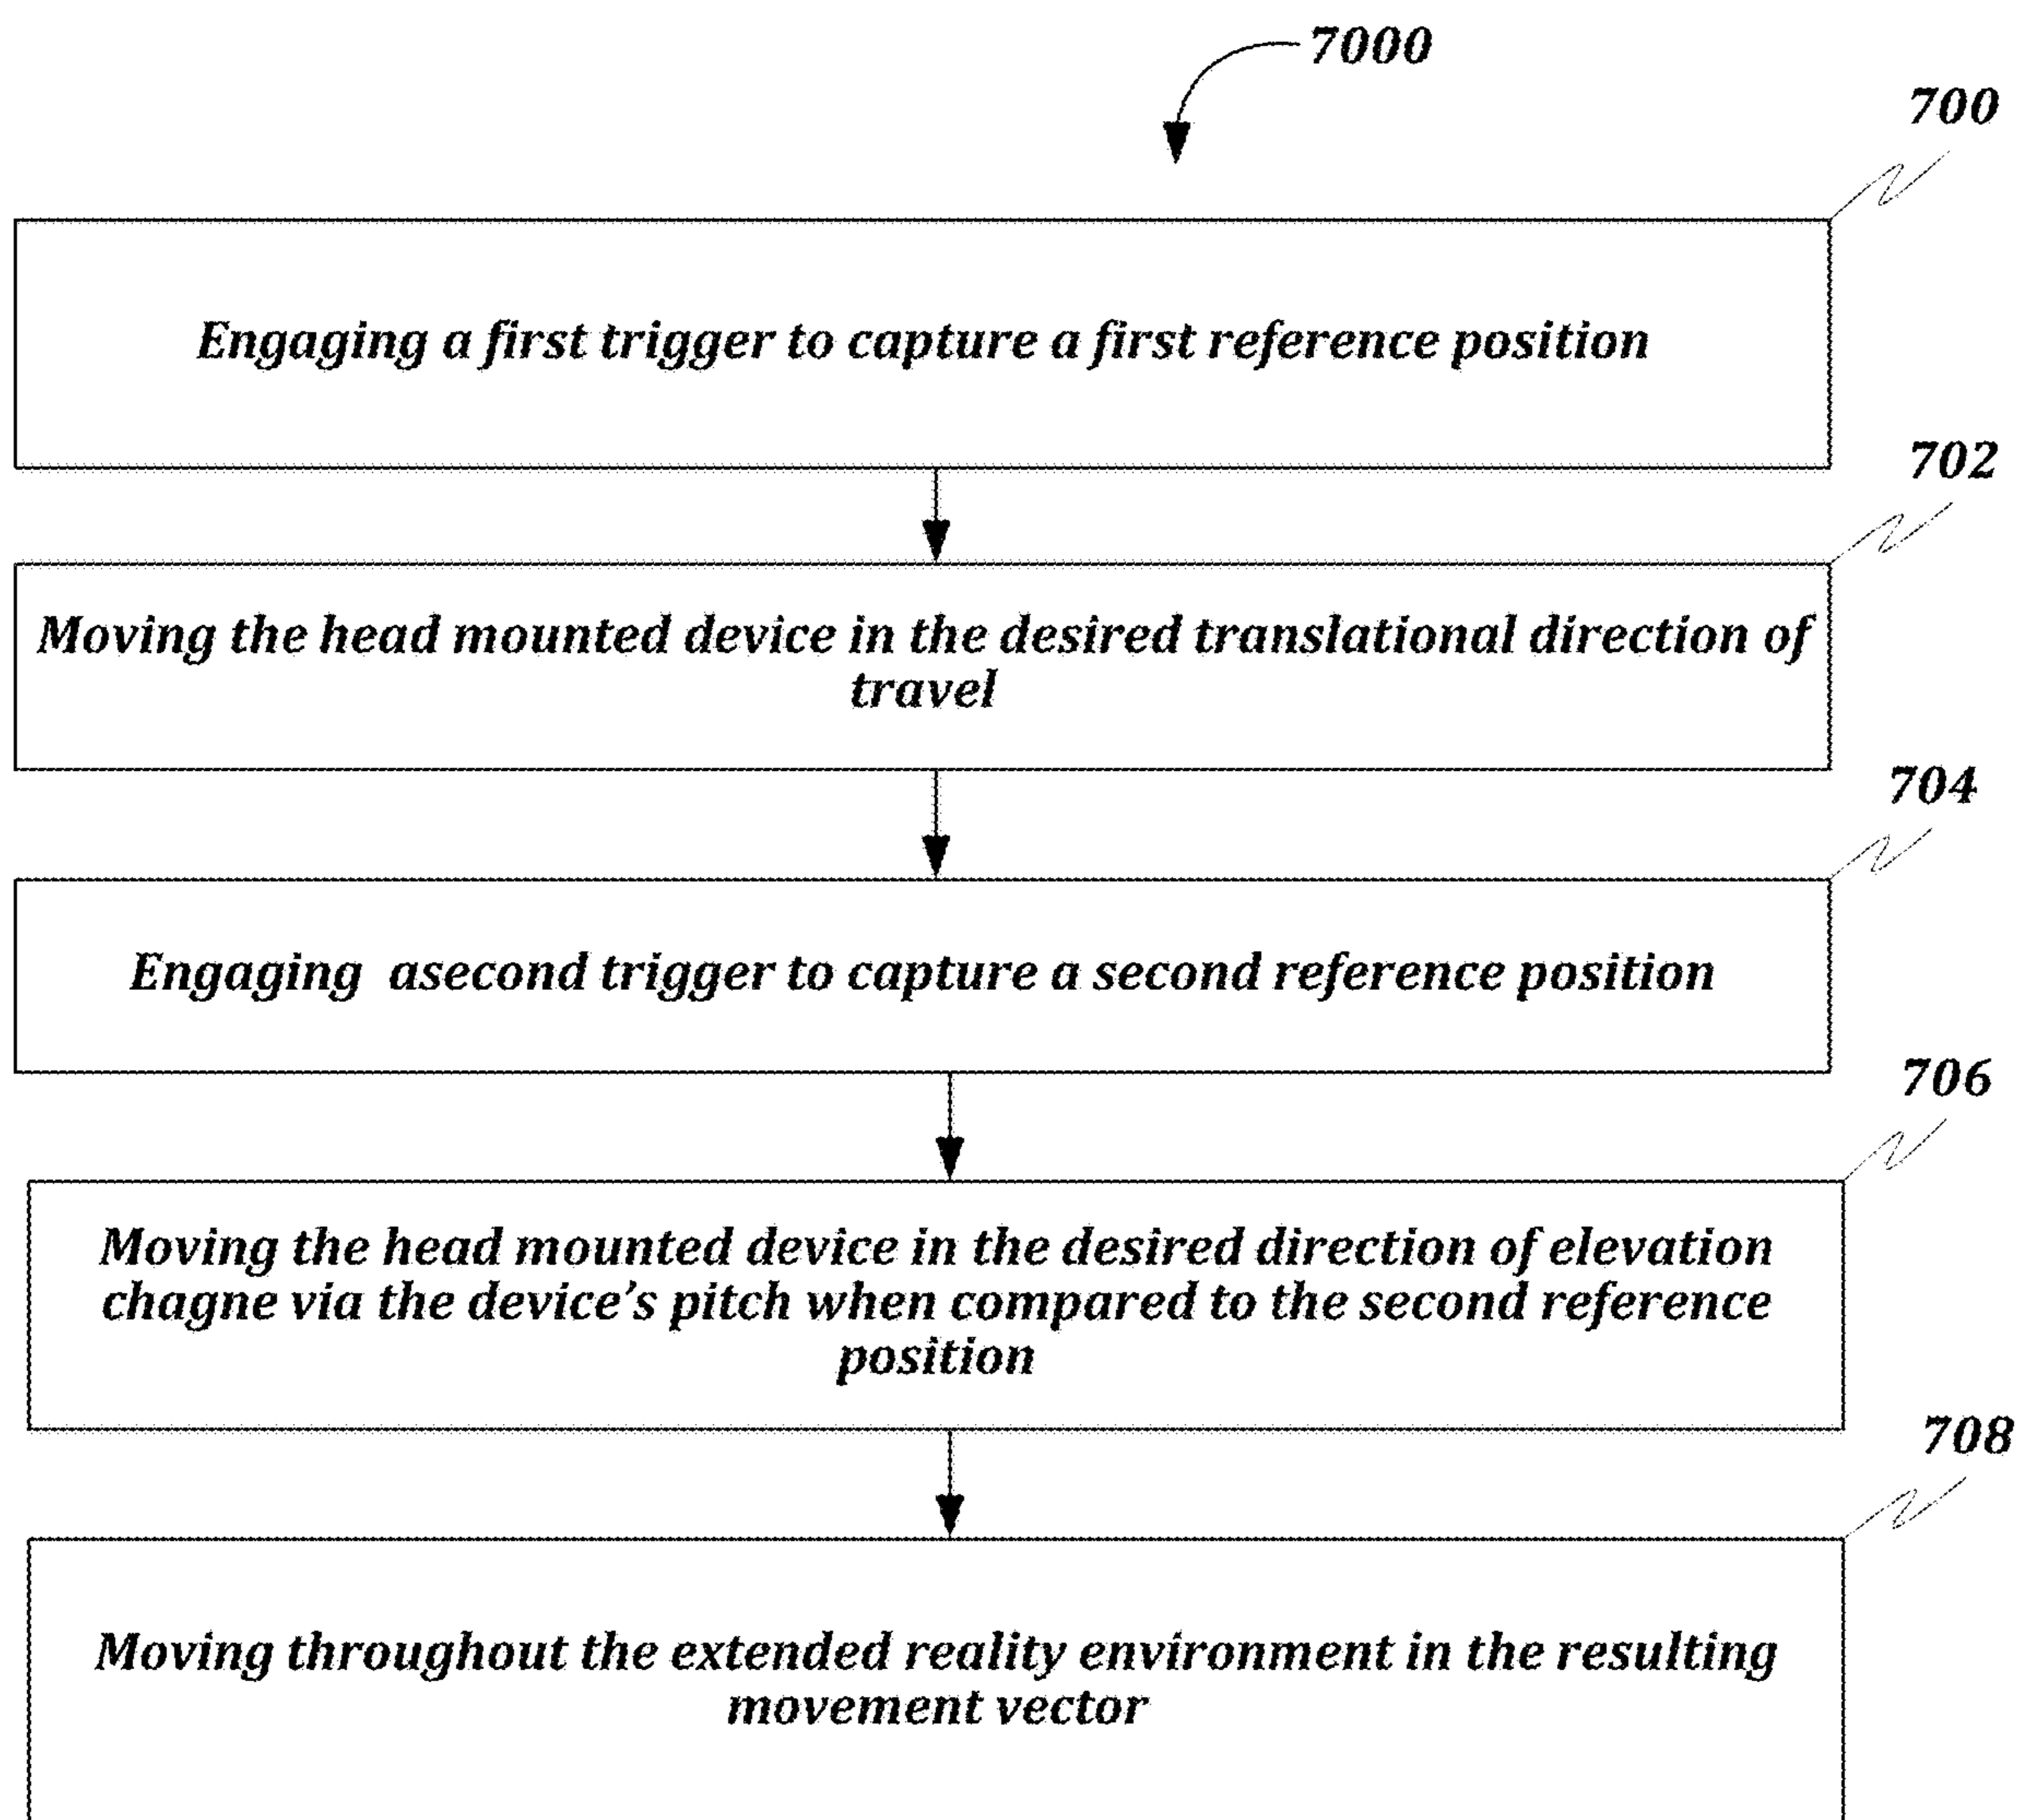 7000
700
Engaging a first trigger to capture a first reference position
702
Moving the head mounted device in the desired translational direction of
travel
704
Engaging  asecond trigger to capture a second reference position
706
Moving the head mounted device in the desired direction of elevation
chagne via the device’s pitch when compared to the second reference
position
708
Moving throughout the extended reality environment in the resulting
movement vector